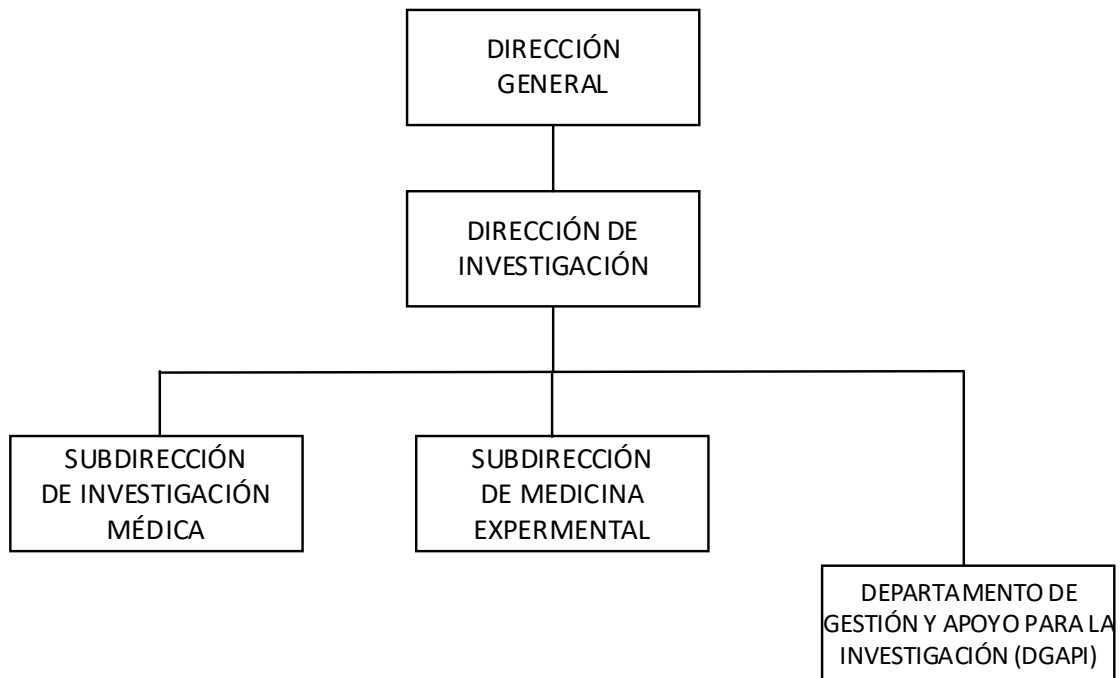 DIRECCIÓN
GENERAL
DIRECCIÓN DE
INVESTIGACIÓN
SUBDIRECCIÓN
DE INVESTIGACIÓN
MÉDICA
SUBDIRECCIÓN
DE MEDICINA
EXPERMENTAL
DEPARTAMENTO DE
GESTIÓN Y APOYO PARA LA
INVESTIGACIÓN (DGAPI)